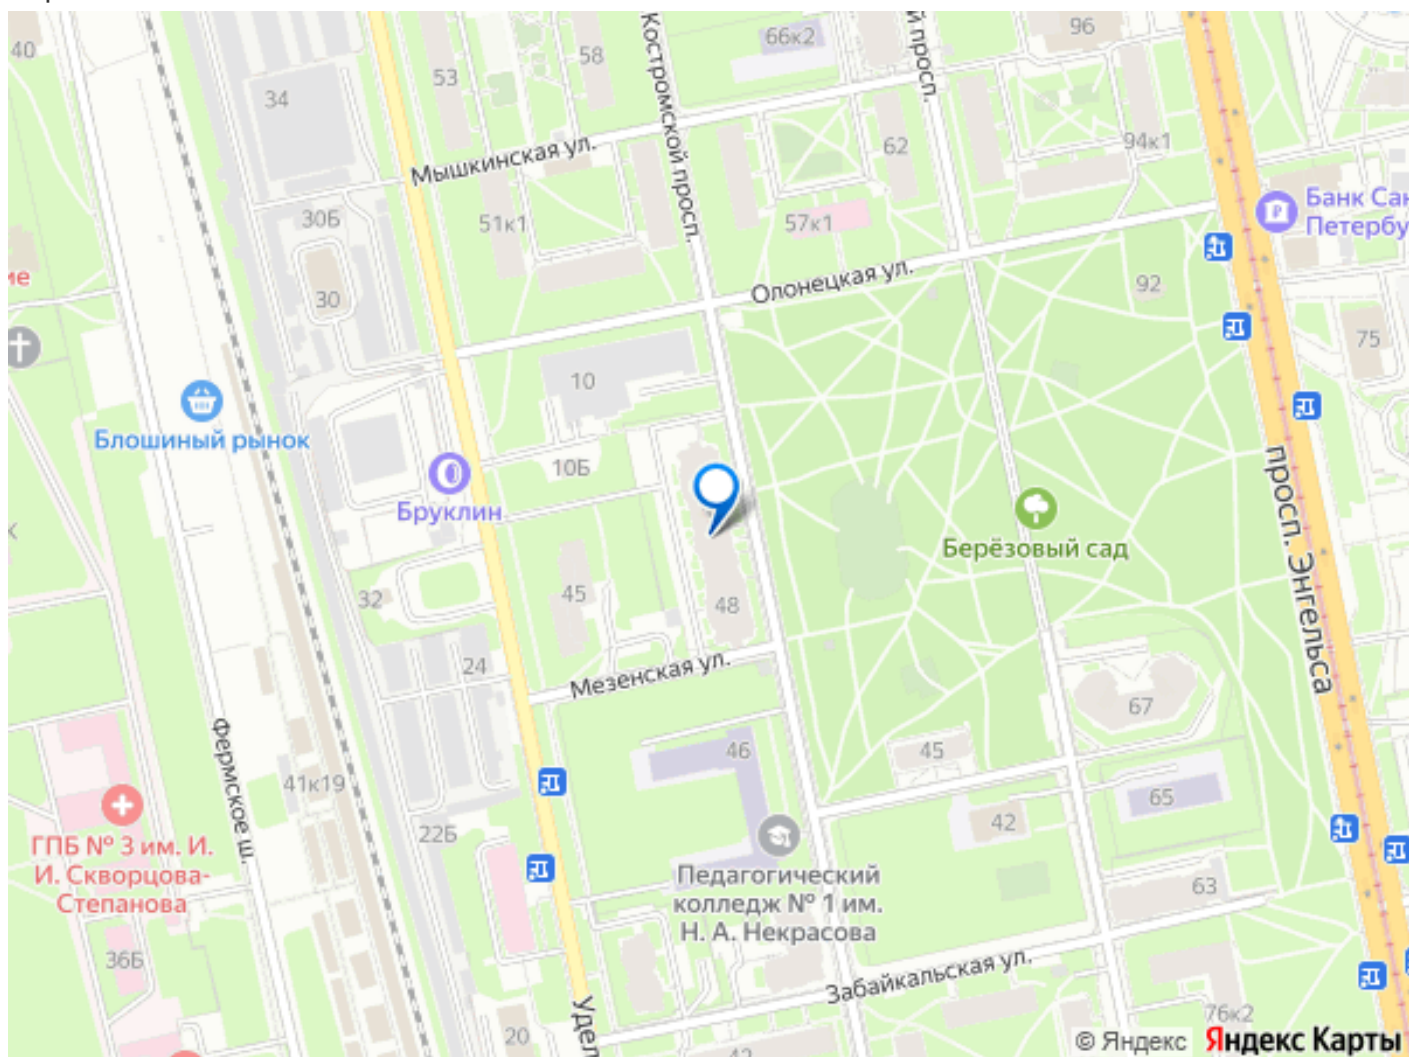 40
34
53
58
66к2
96
Костромской просп.
й просп.
Мышкинская ул.
62
94к1
30Б
51к1
57к1
Банк Сан
Петербу
ие
30
Олонецкая ул.
92
75
10
Блошиный рынок
10Б
Бруклин
просп. Энгельса
Берёзовый сад
32
45
48
24
Мезенская ул.
67
Фермское ш.
46
45
41к19
65
22Б
42
ГПБ № 3 им. И.
И. Скворцова-
Степанова
Педагогический
колледж № 1 им.
Н. А. Некрасова
63
36Б
Забайкальская ул.
Удел
20
76к2
© Яндекс Яндекс Карты